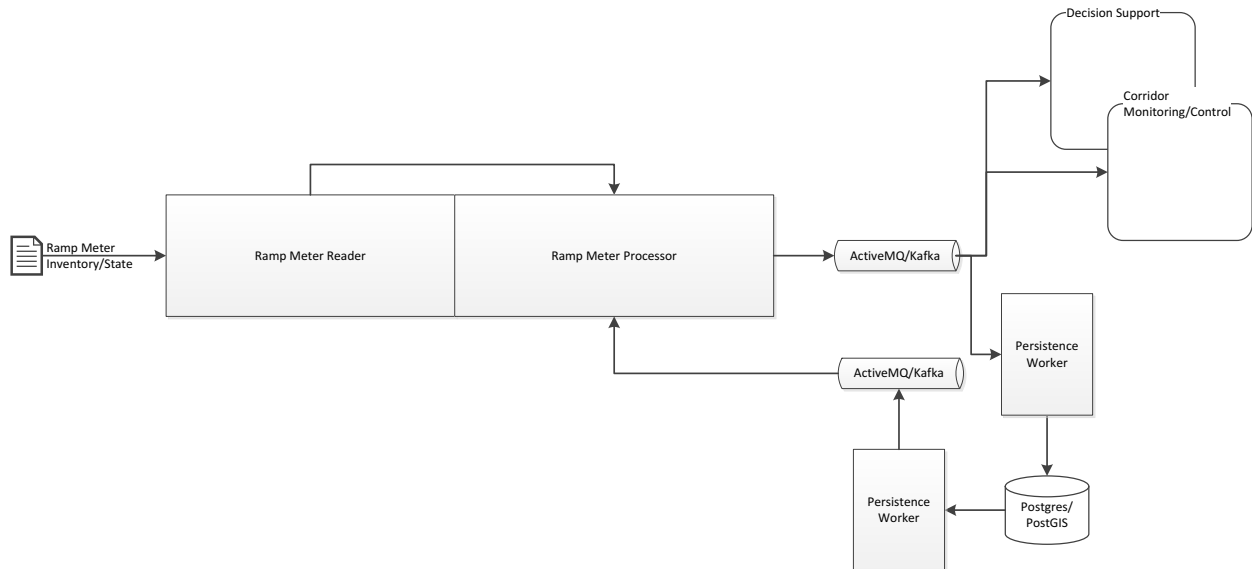 Decision Support
Corridor
Monitoring/Control
Ramp Meter
Inventory/State
Ramp Meter Reader
Ramp Meter Processor
ActiveMQ/Kafka
Persistence
Worker
ActiveMQ/Kafka
Persistence
Worker
Postgres/
PostGIS